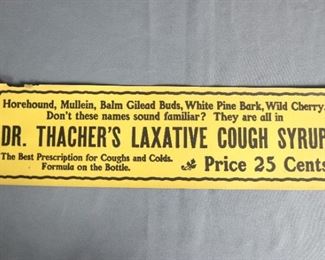 Horehound, Mullein, Balm Gilead Buds, White Pine Bark, Wild Cherry.
Don't these names sound familiar? They are all in
DR. THACHER'S LAXATIVE COUGH SYRUP
The Best Prescription for Coughs and Colds.
Formula on the Bottle.
Price 25 Cents